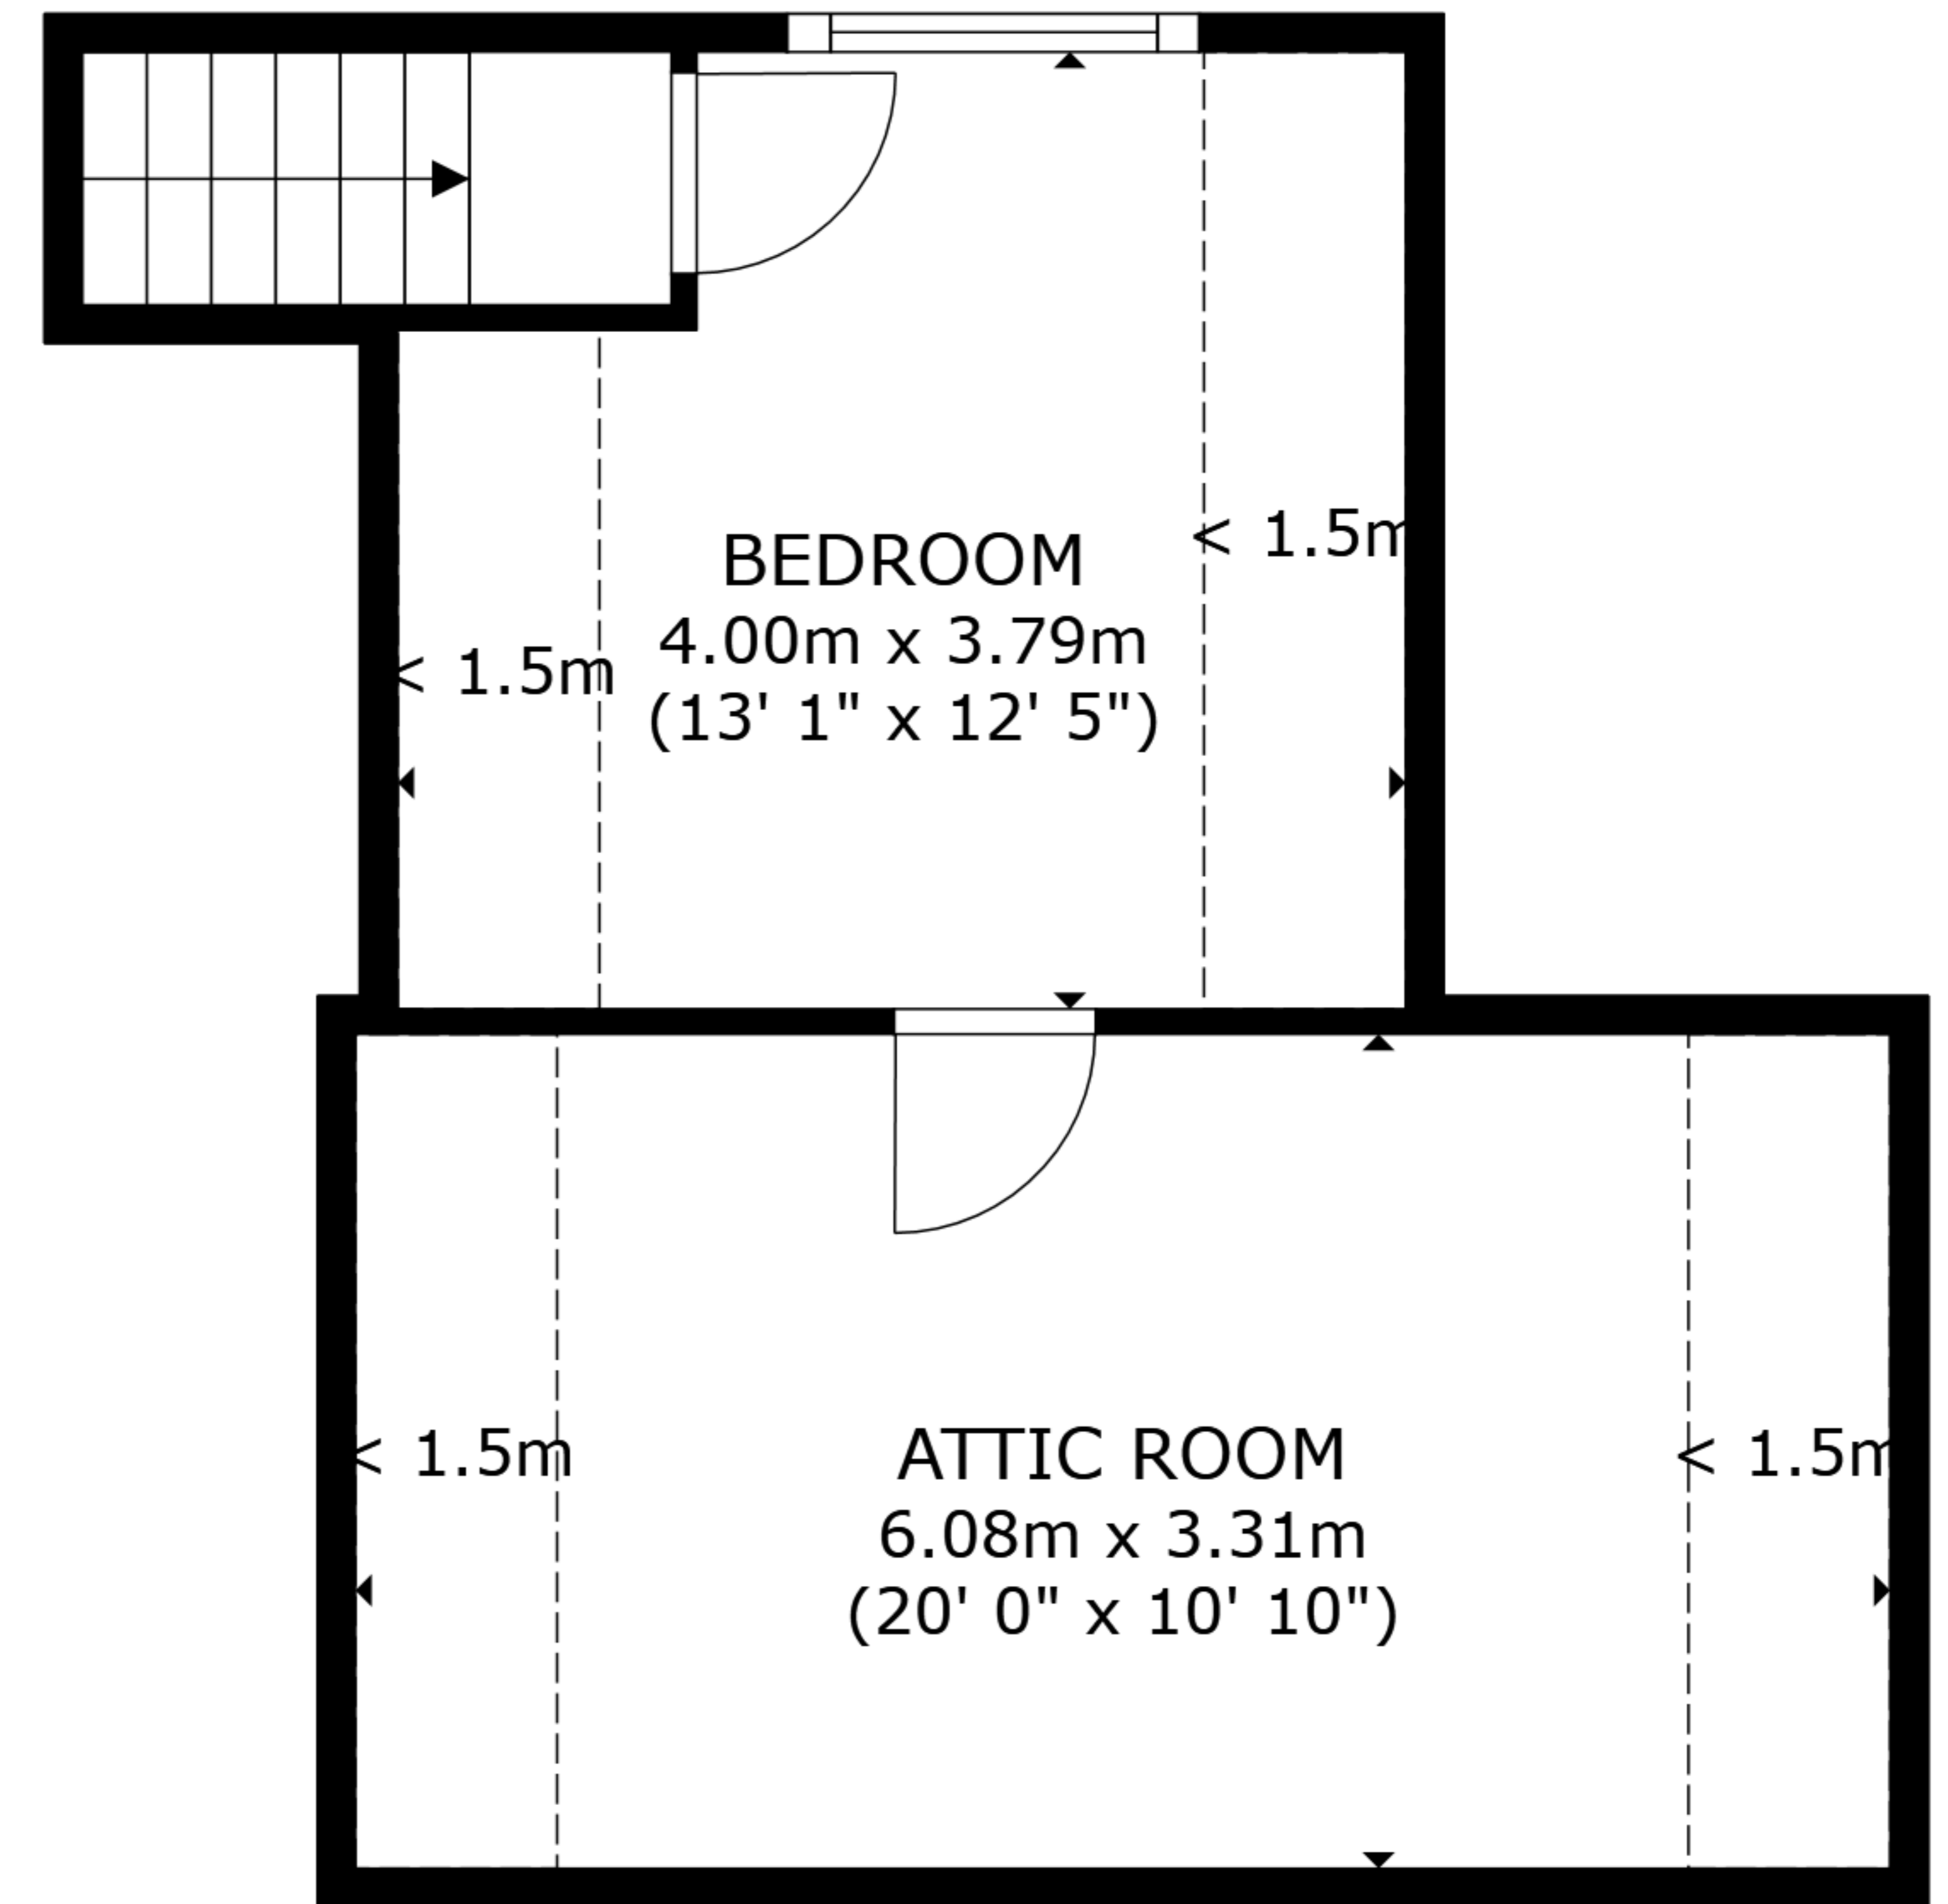 BEDROOM
4.00m x 3.79m
(13' 1" x 12' 5")
< 1.5m
< 1.5m
ATTIC ROOM
6.08m x 3.31m
(20' 0" x 10' 10")
< 1.5m
< 1.5m